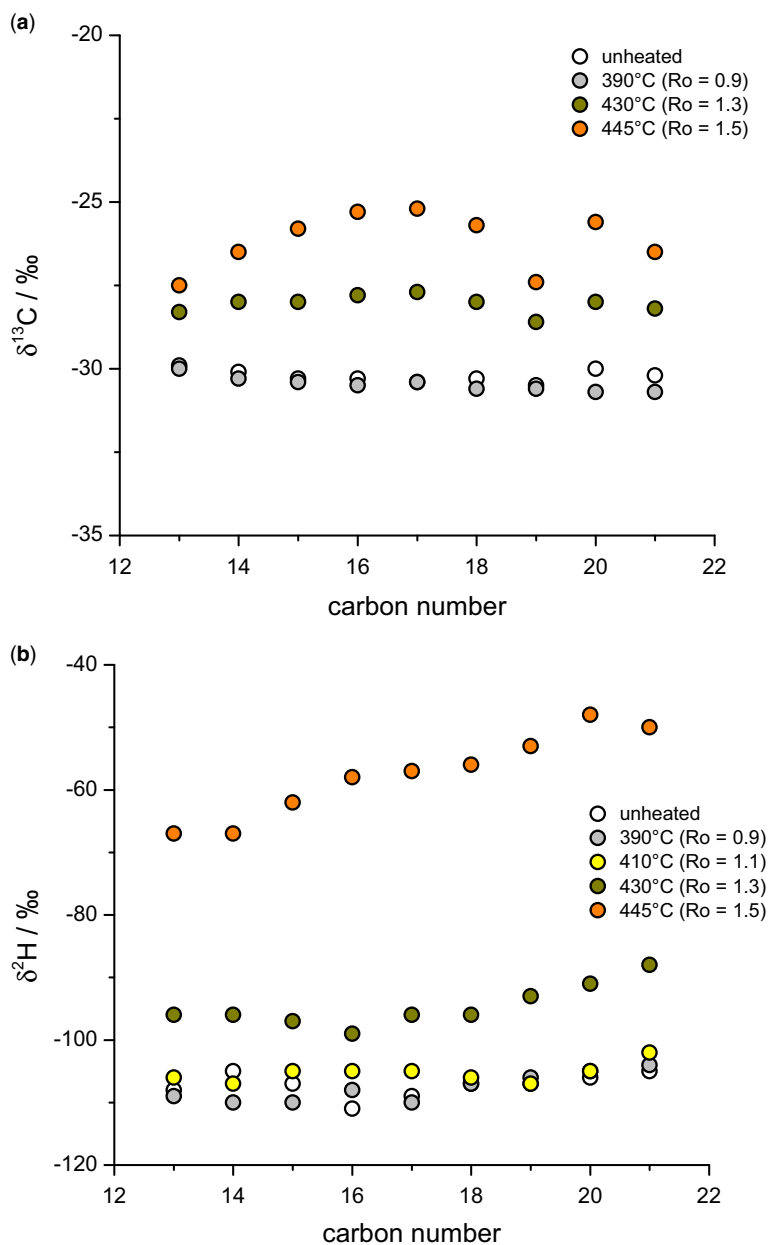 (a)
-20
-25
-30
-35
δ13C / ‰
unheated
390°C (Ro = 0.9)
430°C (Ro = 1.3)
445°C (Ro = 1.5)
12 14 16 18 20 22
carbon number
(b)
-40
-60
-80
-100
-120
δ2H / ‰
unheated
390°C (Ro = 0.9)
410°C (Ro = 1.1)
430°C (Ro = 1.3)
445°C (Ro = 1.5)
12 14 16 18 20 22
carbon number